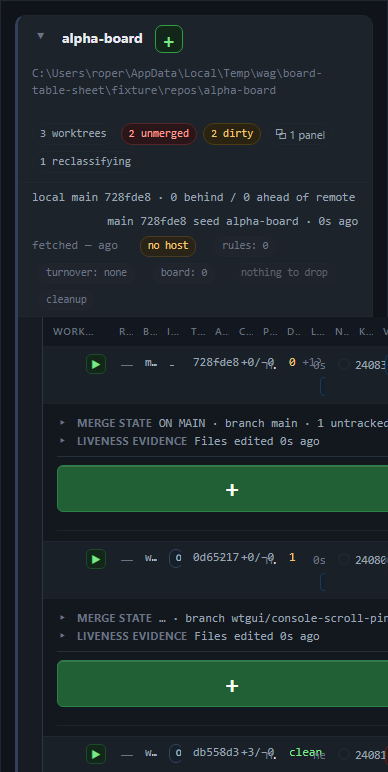 alpha-board +
C:\Users\roper\AppData\Local\Temp\wag\board-
table-sheet\fixture\repos\alpha-board
3 worktrees 2 unmerged 2 dirty 1 panel
1 reclassifying
local main 728fde8 · 0 behind / 0 ahead of remote
main 728fde8 seed alpha-board · 0s ago
fetched — ago no host rules: 0
turnover: none board: 0 nothing to drop
cleanup
WORK… R… B… I… T… A… C… P… D… L… N… K… V
— m… 728fde8 +0/−0 0 0s 24083
MERGE STATE ON MAIN · branch main · 1 untracked
LIVENESS EVIDENCE Files edited 0s ago
+
— w… 0d65217 +0/−0 1 0s 24080
MERGE STATE … · branch wtgui/console-scroll-pin
LIVENESS EVIDENCE Files edited 0s ago
+
— w… db558d3 +3/−0 clean 24081